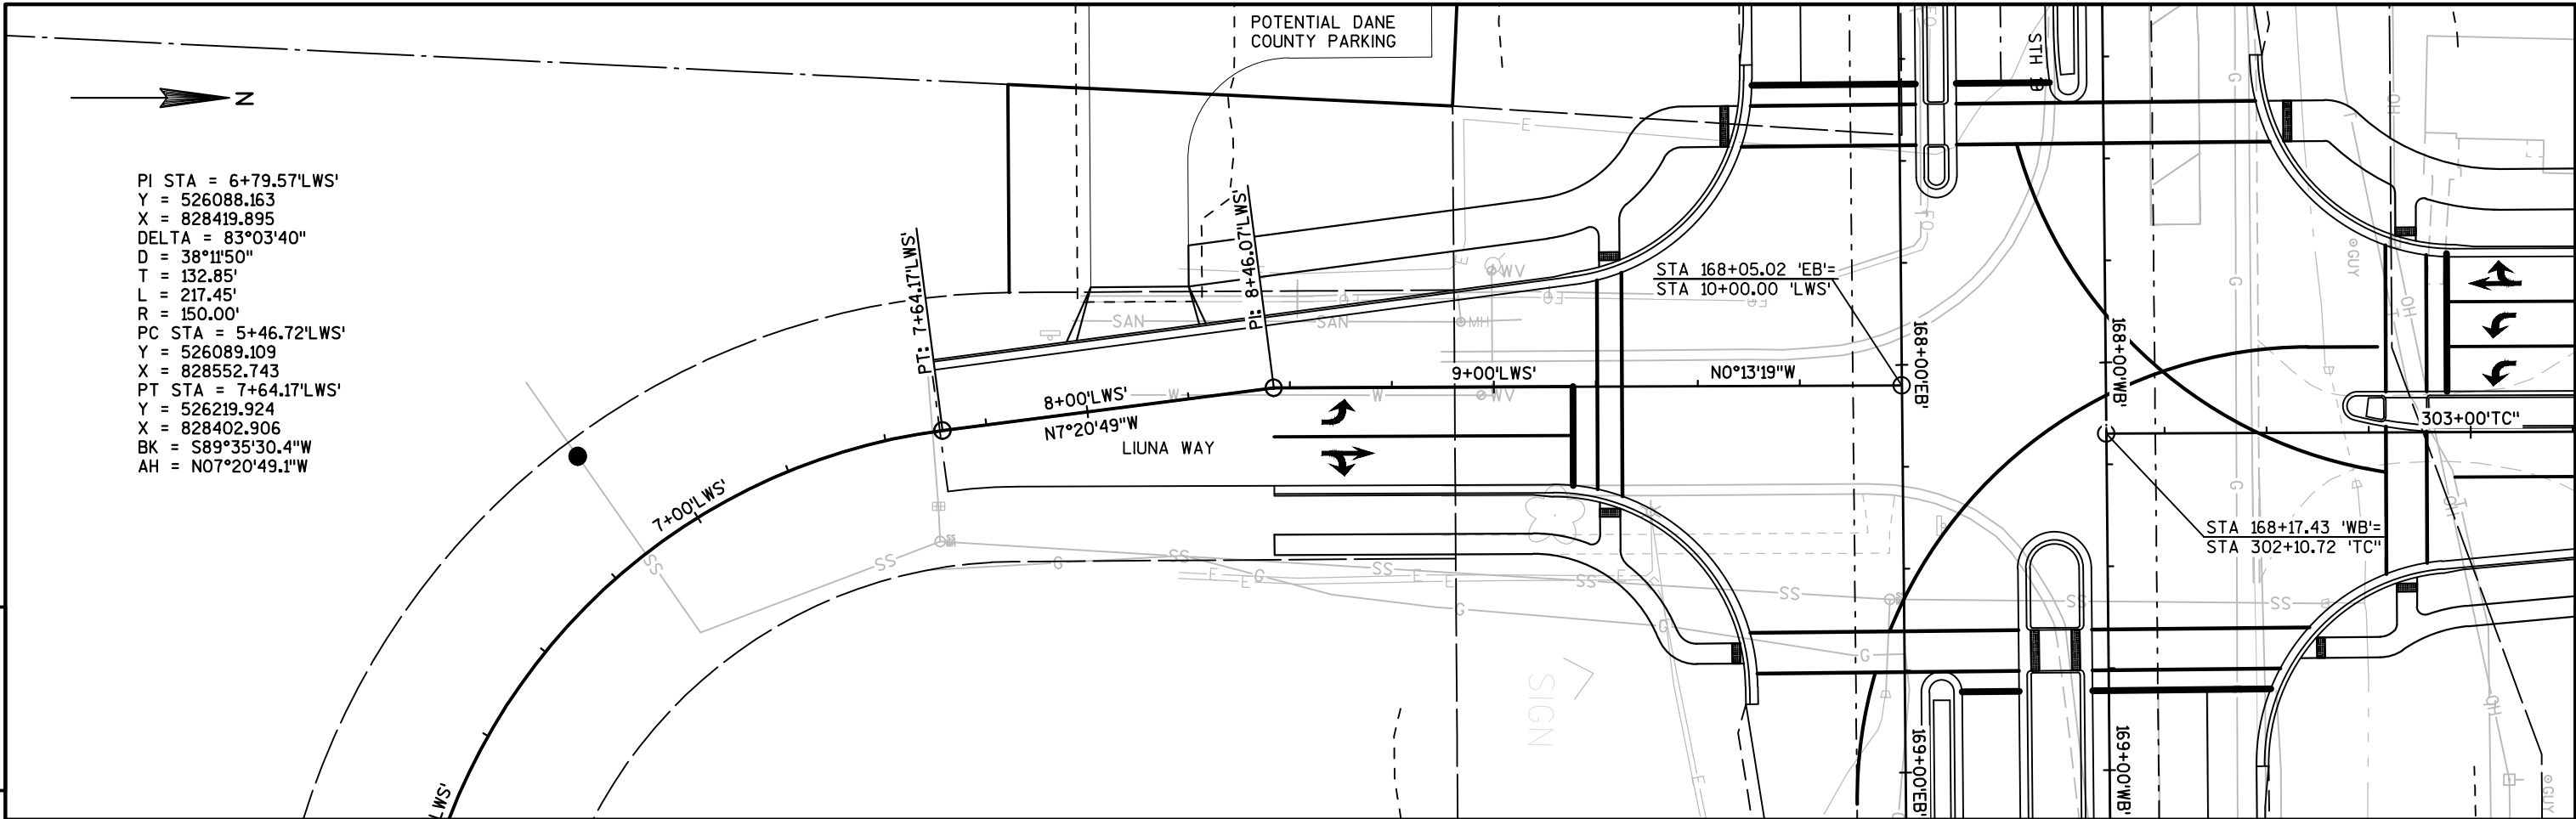 POTENTIAL DANE
COUNTY PARKING
N
PI STA = 6+79.57'LWS'
Y = 526088.163
X = 828419.895
DELTA = 83°03'40"
D = 38°11'50"
T = 132.85'
L = 217.45'
R = 150.00'
PC STA = 5+46.72'LWS'
Y = 526089.109
X = 828552.743
PT STA = 7+64.17'LWS'
Y = 526219.924
X = 828402.906
BK = S89°35'30.4"W
AH = N07°20'49.1"W
PT: 7+64.17'LWS'
PI: 8+46.07'LWS'
STA 168+05.02 'EB'=
STA 10+00.00 'LWS'
7+00'LWS'
8+00'LWS'
N7°20'49"W
9+00'LWS'
N0°13'19"W
LIUNA WAY
168+00'EB'
168+00'WB'
303+00'TC"
STA 168+17.43 'WB'=
STA 302+10.72 'TC"
169+00'EB'
169+00'WB'
LWS'
SAN
SAN
MH
WV
WV
W
W
E
E
E
E
E
E
G
G
G
G
G
G
G
SS
SS
SS
SS
SS
SS
SS
SS
FO
FO
OH
OH
OH
GUY
GUY
SIGN